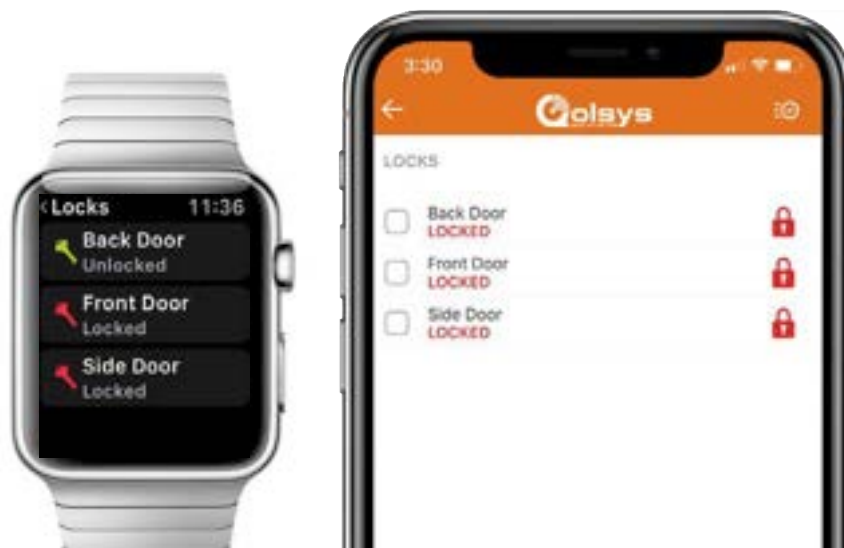 Locks 11:36
Back Door
Unlocked
Front Door
Locked
Side Door
Locked
3:30
Qolsys
LOCKS
Back Door
LOCKED
Front Door
LOCKED
Side Door
LOCKED